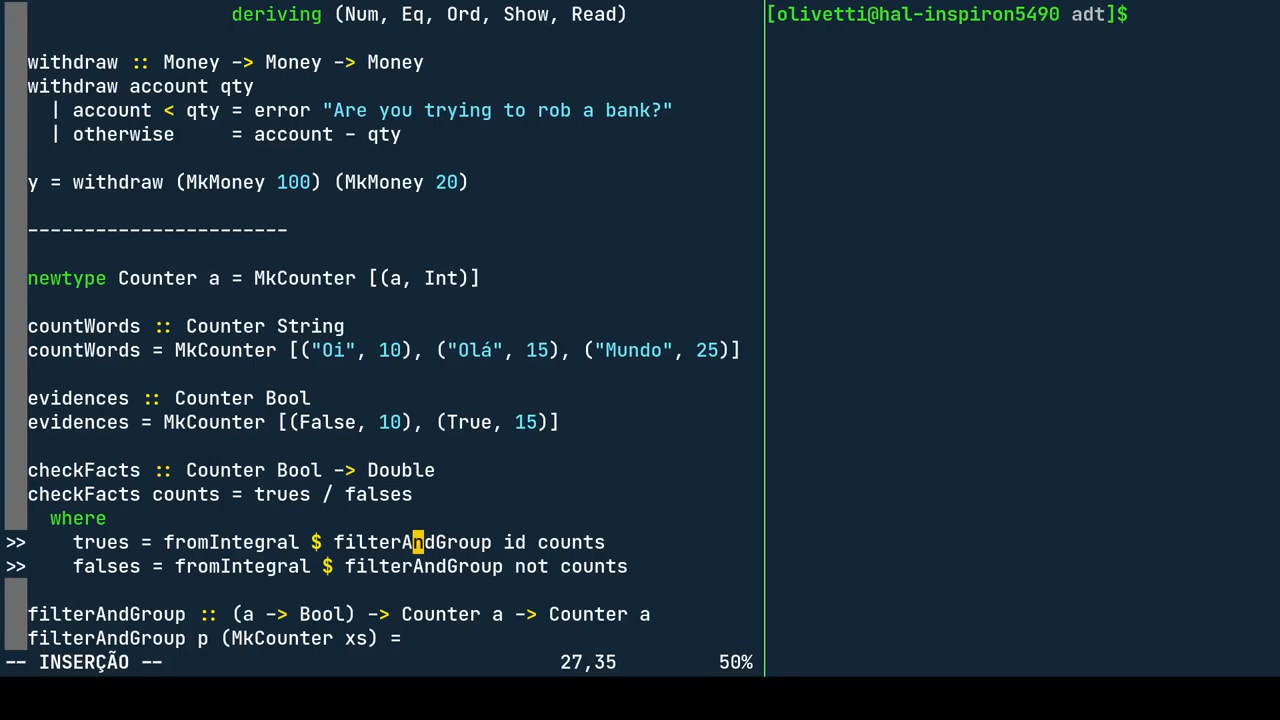 deriving (Num, Eq, Ord, Show, Read)
withdraw :: Money -> Money -> Money
withdraw account qty
  | account < qty = error "Are you trying to rob a bank?"
  | otherwise     = account - qty
y = withdraw (MkMoney 100) (MkMoney 20)
-----------------------
newtype Counter a = MkCounter [(a, Int)]
countWords :: Counter String
countWords = MkCounter [("Oi", 10), ("Olá", 15), ("Mundo", 25)]
evidences :: Counter Bool
evidences = MkCounter [(False, 10), (True, 15)]
checkFacts :: Counter Bool -> Double
checkFacts counts = trues / falses
  where
>>    trues = fromIntegral $ filterAndGroup id counts
>>    falses = fromIntegral $ filterAndGroup not counts
filterAndGroup :: (a -> Bool) -> Counter a -> Counter a
filterAndGroup p (MkCounter xs) =
-- INSERÇÃO -- 27,35 50%
[olivetti@hal-inspiron5490 adt]$